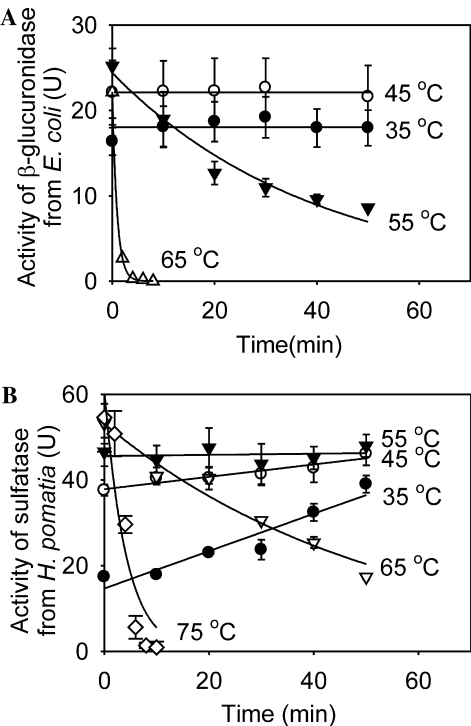 A
30
20
10
0
Activity of β-glucuronidase
from E. coli (U)
45 °C
35 °C
55 °C
65 °C
0 20 40 60
Time(min)
B
60
40
20
0
Activity of sulfatase
from H. pomatia (U)
55 °C
45 °C
35 °C
65 °C
75 °C
0 20 40 60
Time (min)